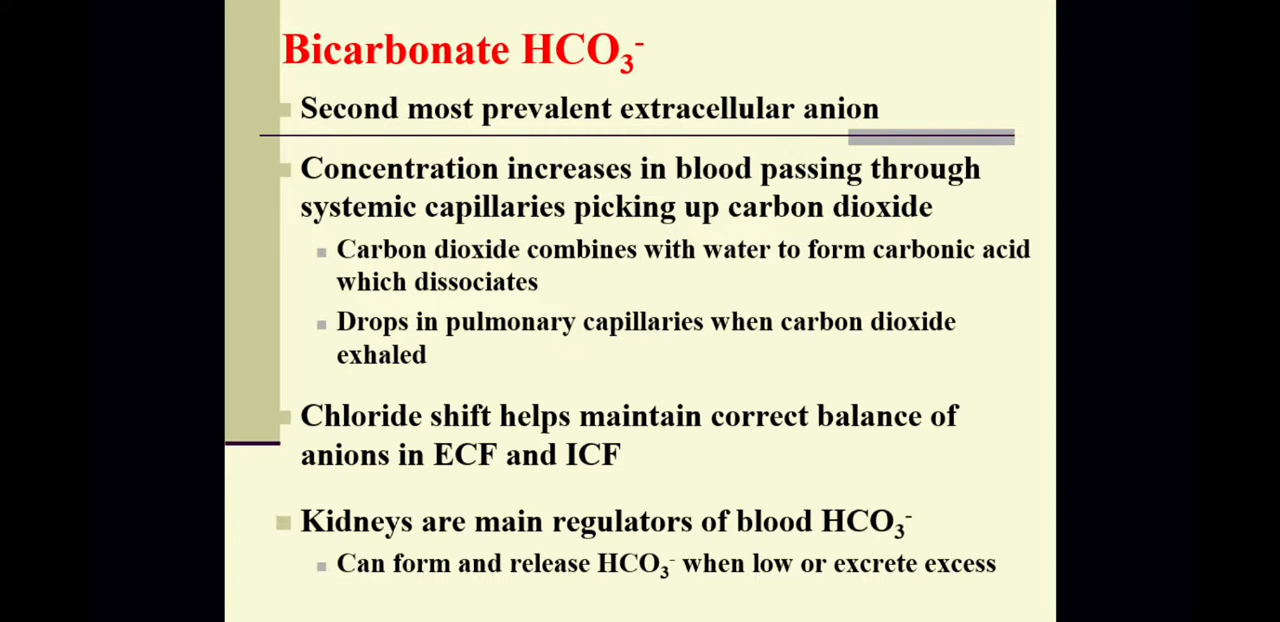 Bicarbonate HCO₃⁻
Second most prevalent extracellular anion
Concentration increases in blood passing through
systemic capillaries picking up carbon dioxide
Carbon dioxide combines with water to form carbonic acid
which dissociates
Drops in pulmonary capillaries when carbon dioxide
exhaled
Chloride shift helps maintain correct balance of
anions in ECF and ICF
Kidneys are main regulators of blood HCO₃⁻
Can form and release HCO₃⁻ when low or excrete excess